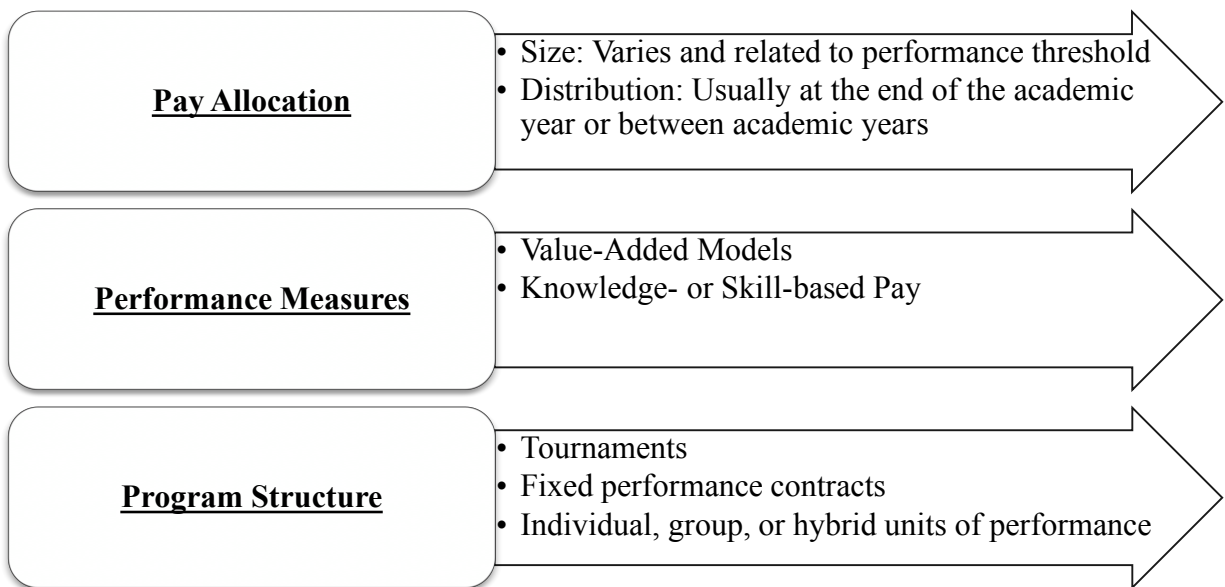 Pay Allocation
• Size: Varies and related to performance threshold
• Distribution: Usually at the end of the academic
year or between academic years
Performance Measures
• Value-Added Models
• Knowledge- or Skill-based Pay
Program Structure
• Tournaments
• Fixed performance contracts
• Individual, group, or hybrid units of performance